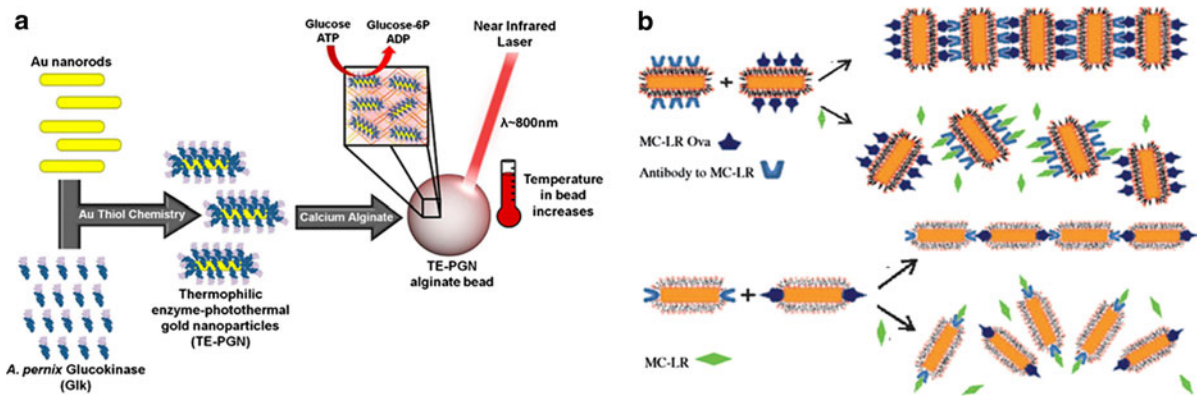 a
Au nanorods
Au Thiol Chemistry
A. pernix Glucokinase
(Glk)
Thermophilic
enzyme-photothermal
gold nanoparticles
(TE-PGN)
Calcium Alginate
Glucose
ATP
Glucose-6P
ADP
Near Infrared
Laser
λ~800nm
Temperature
in bead
increases
TE-PGN
alginate bead
b
MC-LR Ova
Antibody to MC-LR
MC-LR